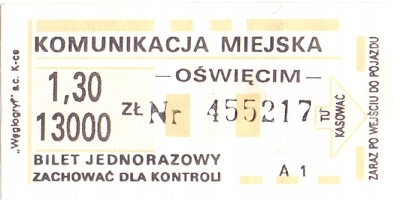 KOMUNIKACJA MIEJSKA
— OŚWIĘCIM —
1,30
13000 ZŁ
Nr 455217
BILET JEDNORAZOWY
ZACHOWAĆ DLA KONTROLI
A 1
TU
KASOWAĆ
ZARAZ PO WEJŚCIU DO POJAZDU
„Węglogryf" s.c. K-ce